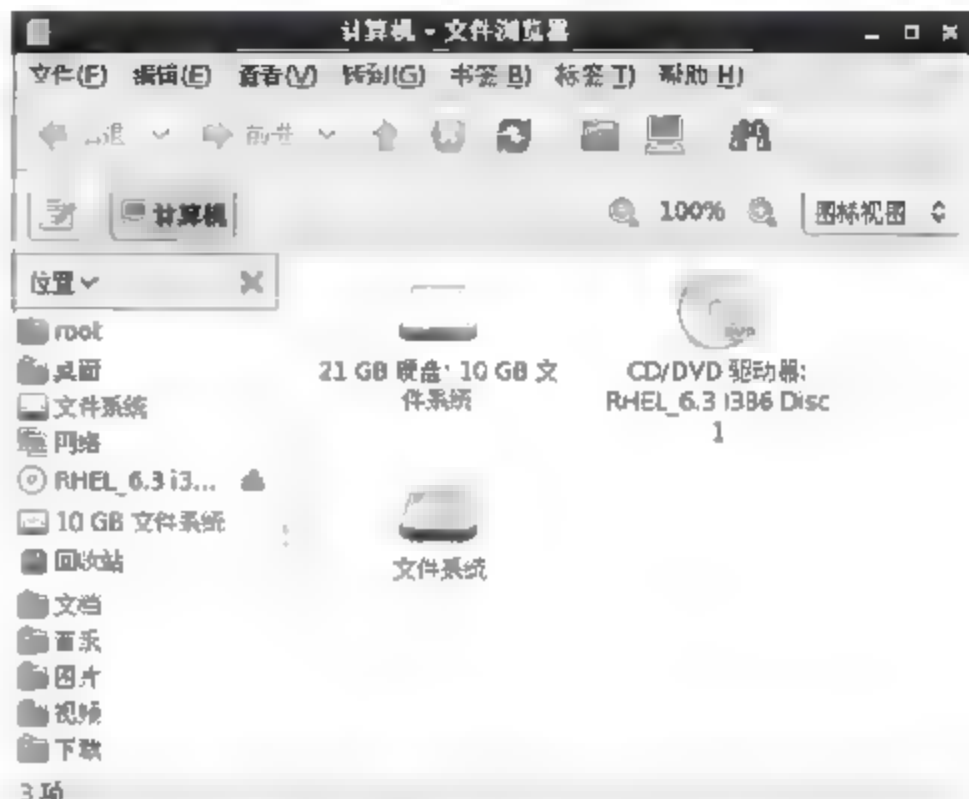 计算机 - 文件浏览器
文件(F) 编辑(E) 查看(V) 转到(G) 书签(B) 标签(T) 帮助(H)
后退 前进
计算机 100% 图标视图
位置
root
桌面
文件系统
网络
RHEL_6.3 i3...
10 GB 文件系统
回收站
文档
音乐
图片
视频
下载
21 GB 硬盘: 10 GB 文
件系统
CD/DVD 驱动器:
RHEL_6.3 i386 Disc
1
文件系统
3 项